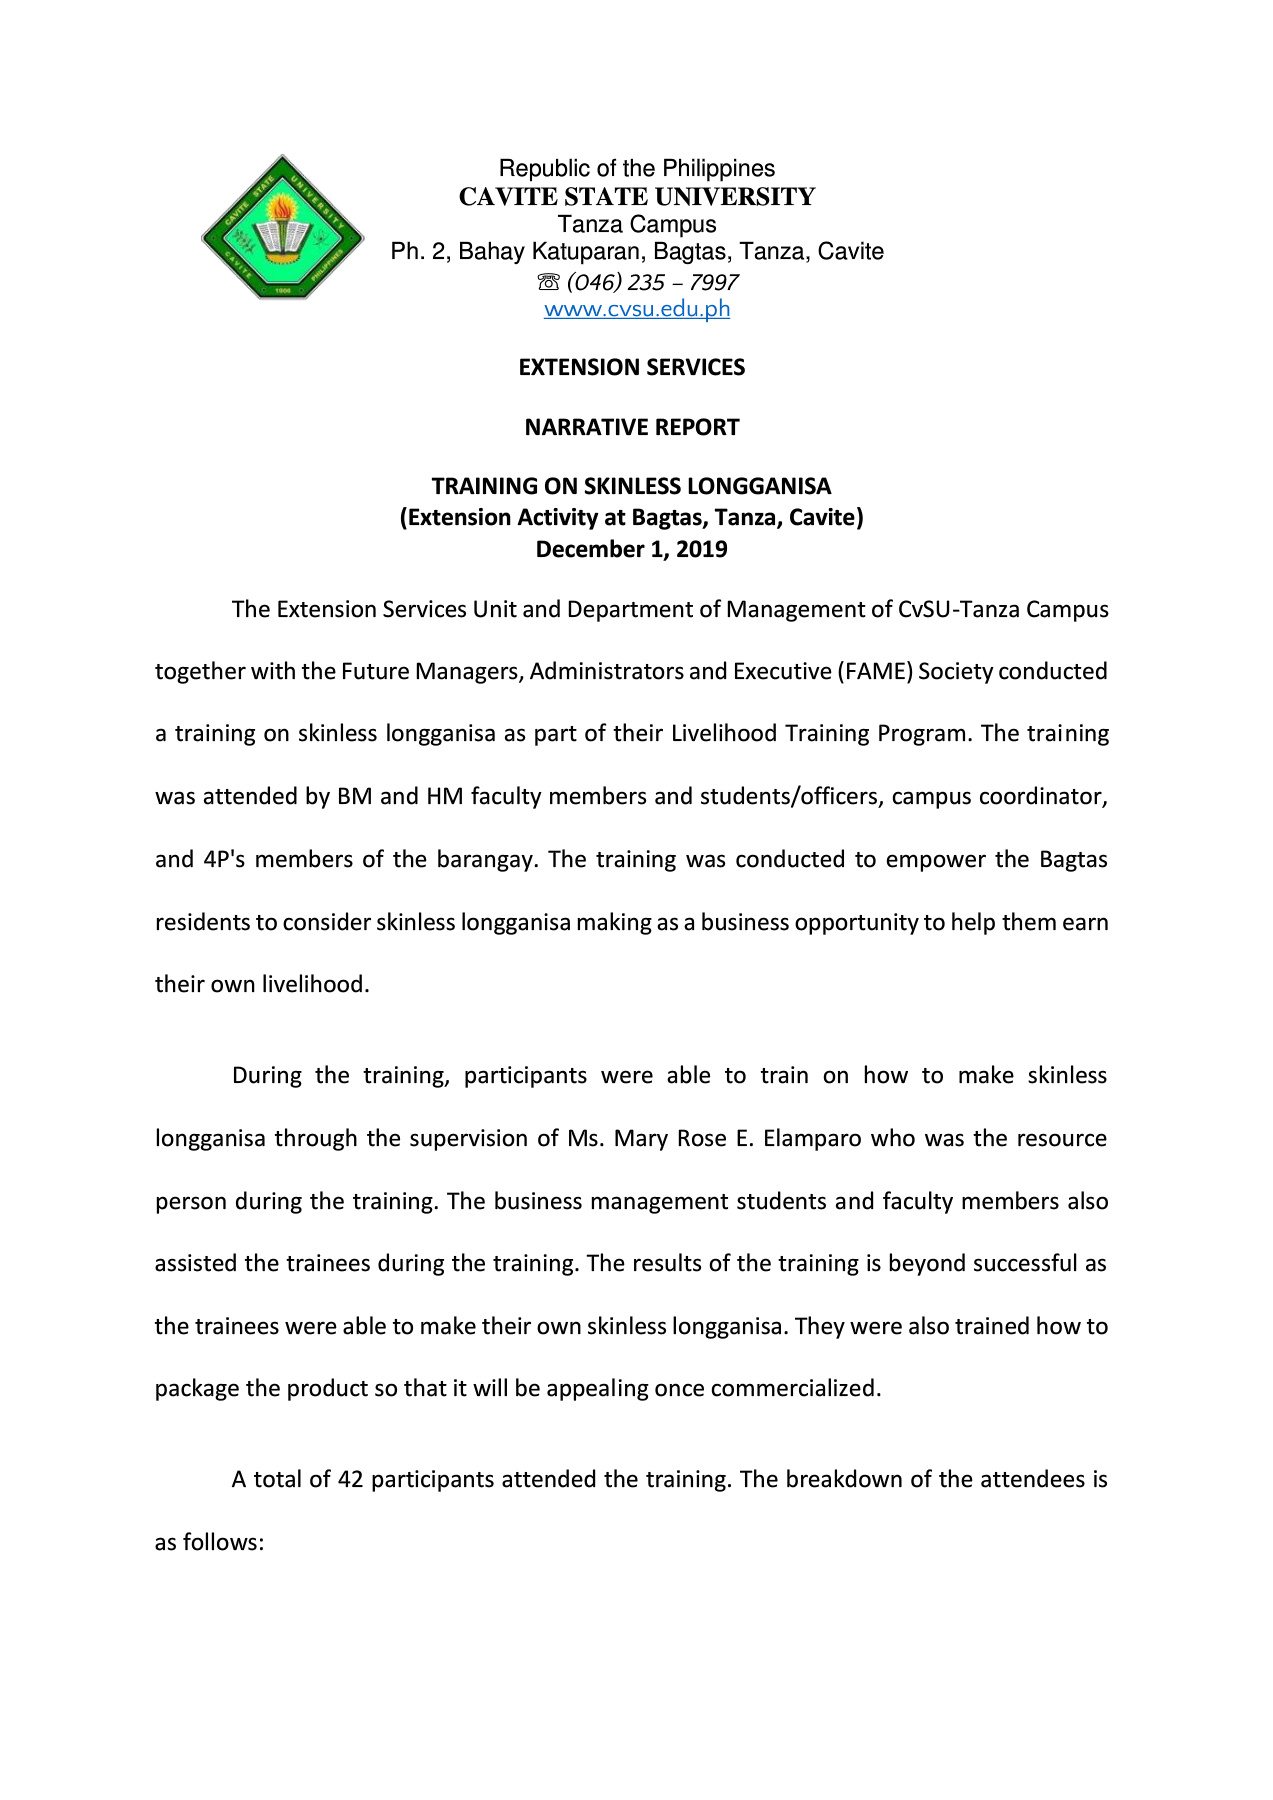 CAVITE STATE UNIVERSITY
CAVITE PHILIPPINES
1906
Republic of the Philippines
CAVITE STATE UNIVERSITY
Tanza Campus
Ph. 2, Bahay Katuparan, Bagtas, Tanza, Cavite
☏ (046) 235 – 7997
www.cvsu.edu.ph
EXTENSION SERVICES
NARRATIVE REPORT
TRAINING ON SKINLESS LONGGANISA
(Extension Activity at Bagtas, Tanza, Cavite)
December 1, 2019
The Extension Services Unit and Department of Management of CvSU-Tanza Campus
together with the Future Managers, Administrators and Executive (FAME) Society conducted
a training on skinless longganisa as part of their Livelihood Training Program. The training
was attended by BM and HM faculty members and students/officers, campus coordinator,
and 4P's members of the barangay. The training was conducted to empower the Bagtas
residents to consider skinless longganisa making as a business opportunity to help them earn
their own livelihood.
During the training, participants were able to train on how to make skinless
longganisa through the supervision of Ms. Mary Rose E. Elamparo who was the resource
person during the training. The business management students and faculty members also
assisted the trainees during the training. The results of the training is beyond successful as
the trainees were able to make their own skinless longganisa. They were also trained how to
package the product so that it will be appealing once commercialized.
A total of 42 participants attended the training. The breakdown of the attendees is
as follows: